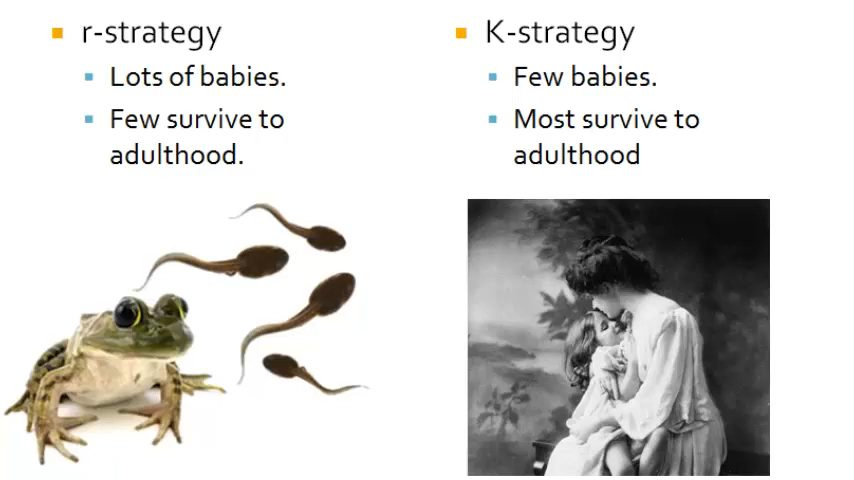 r-strategy
Lots of babies.
Few survive to
adulthood.
K-strategy
Few babies.
Most survive to
adulthood